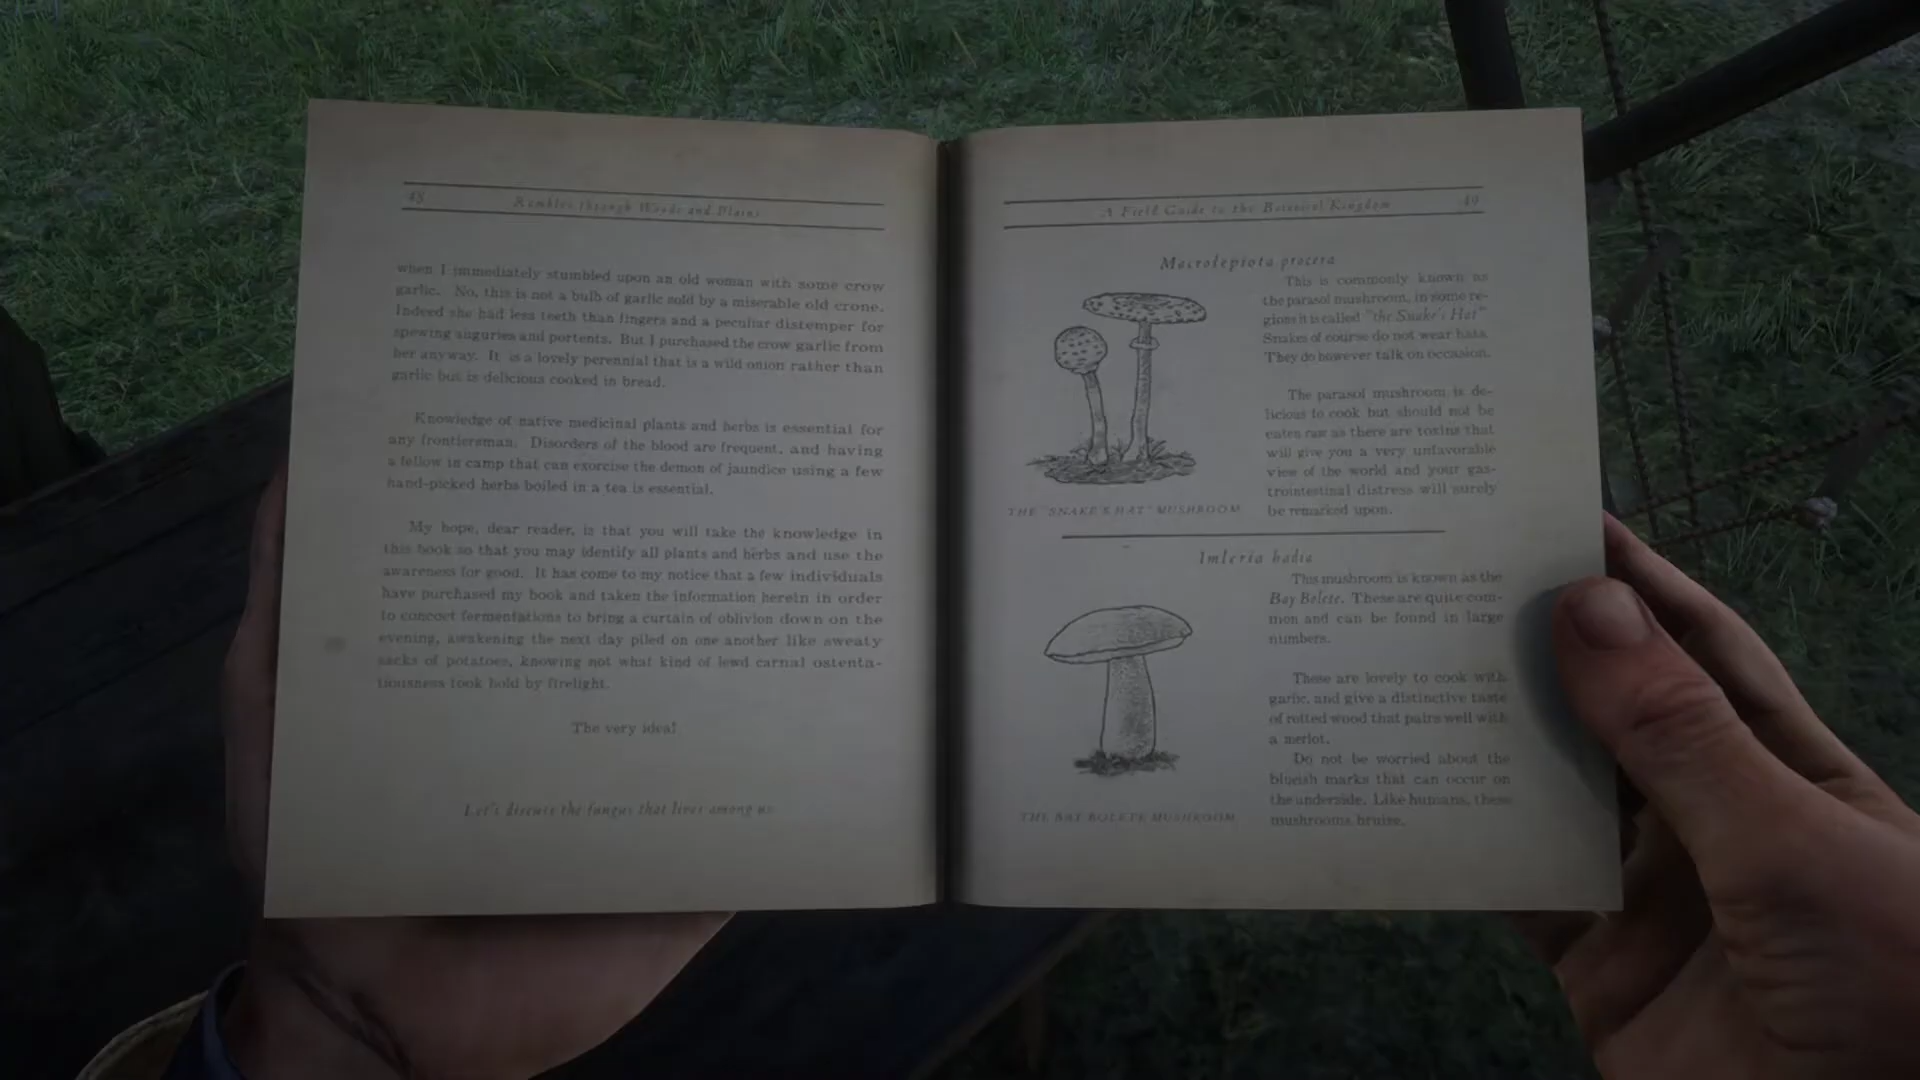 48 Rambles through Woods and Plains
when I immediately stumbled upon an old woman with some crow
garlic. No, this is not a bulb of garlic sold by a miserable old crone.
Indeed she had less teeth than fingers and a peculiar distemper for
spewing auguries and portents. But I purchased the crow garlic from
her anyway. It is a lovely perennial that is a wild onion rather than
garlic but is delicious cooked in bread.
Knowledge of native medicinal plants and herbs is essential for
any frontiersman. Disorders of the blood are frequent, and having
a fellow in camp that can exorcise the demon of jaundice using a few
hand-picked herbs boiled in a tea is essential.
My hope, dear reader, is that you will take the knowledge in
this book so that you may identify all plants and herbs and use the
awareness for good. It has come to my notice that a few individuals
have purchased my book and taken the information herein in order
to concoct fermentations to bring a curtain of oblivion down on the
evening, awakening the next day piled on one another like sweaty
sacks of potatoes, knowing not what kind of lewd carnal ostenta-
tiousness took hold by firelight.
The very idea!
Let's discuss the fungus that lives among us
A Field Guide to the Botanical Kingdom 49
Macrolepiota procera
This is commonly known as
the parasol mushroom, in some re-
gions it is called "the Snake's Hat"
Snakes of course do not wear hats.
They do however talk on occasion.
The parasol mushroom is de-
licious to cook but should not be
eaten raw as there are toxins that
will give you a very unfavorable
view of the world and your gas-
trointestinal distress will surely
be remarked upon.
THE "SNAKE'S HAT" MUSHROOM
Imleria badia
This mushroom is known as the
Bay Bolete. These are quite com-
mon and can be found in large
numbers.
These are lovely to cook with
garlic, and give a distinctive taste
of rotted wood that pairs well with
a merlot.
Do not be worried about the
blueish marks that can occur on
the underside. Like humans, these
mushrooms bruise.
THE BAY BOLETE MUSHROOM